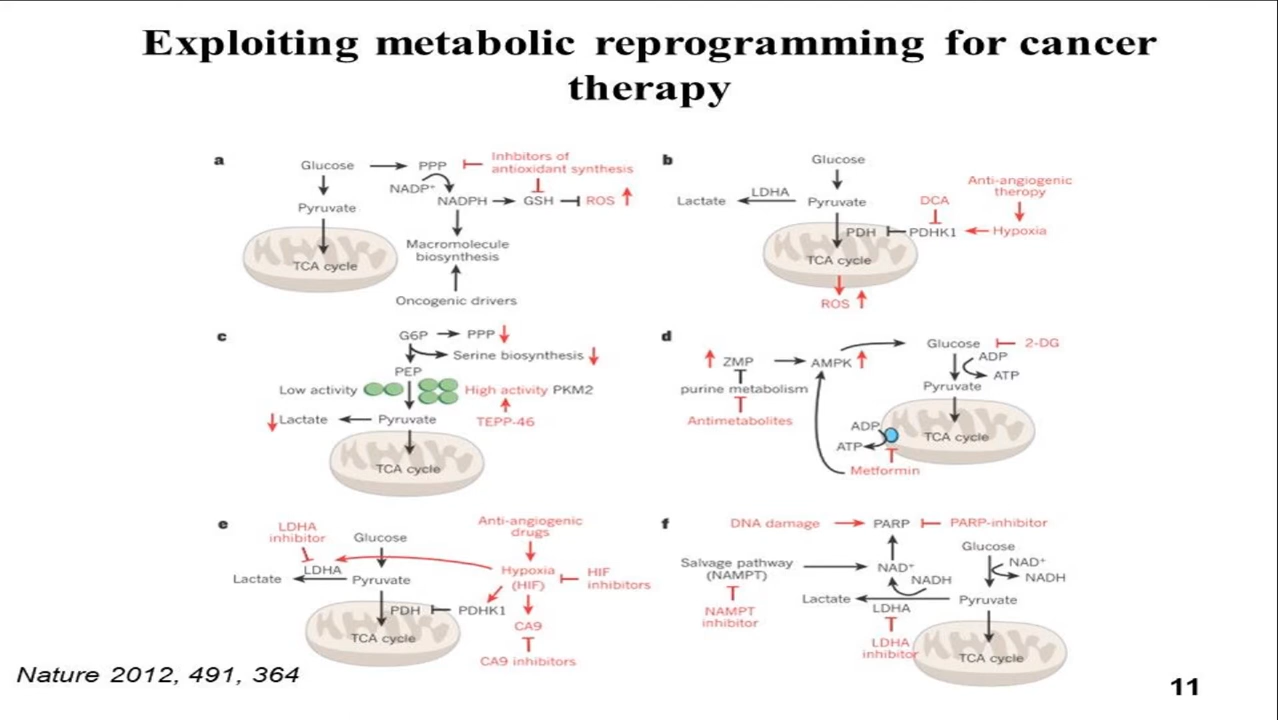 Exploiting metabolic reprogramming for cancer
therapy
a
Glucose
PPP
Inhbitors of
antioxidant synthesis
NADP⁺
Pyruvate
NADPH
GSH
ROS
Macromolecule
biosynthesis
TCA cycle
Oncogenic drivers
b
Glucose
Anti-angiogenic
theropy
LDHA
Lactate
Pyruvate
DCA
PDH
PDHK1
Hypoxia
TCA cycle
ROS
c
G6P
PPP
Serine biosynthesis
PEP
Low activity
High activity PKM2
Lactate
Pyruvate
TEPP-46
TCA cycle
d
ZMP
AMPK
Glucose
2-DG
ADP
ATP
purine metabolism
Pyruvate
Antimetabolites
ADP
ATP
TCA cycle
Metformin
e
LDHA
inhibitor
Glucose
Anti-angiogenic
drugs
LDHA
Lactate
Pyruvate
Hypoxia
(HIF)
HIF
inhibitors
PDH
PDHK1
CA9
TCA cycle
CA9 inhibitors
f
DNA damage
PARP
PARP-inhibitor
Glucose
Salvage pathway
(NAMPT)
NAD⁺
NAD⁺
NADH
NADH
Lactate
LDHA
Pyruvate
NAMPT
inhibitor
LDHA
inhibitor
TCA cycle
Nature 2012, 491, 364
11